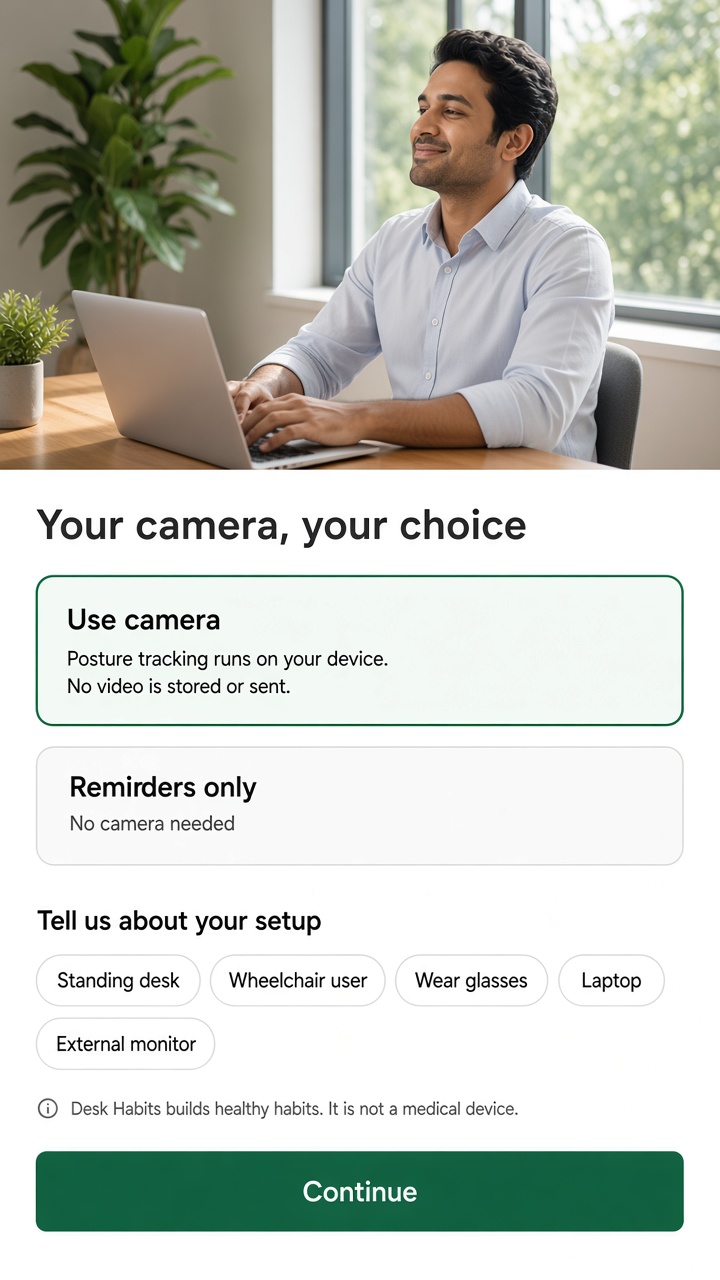 Your camera, your choice
Use camera
Posture tracking runs on your device.
No video is stored or sent.
Remirders only
No camera needed
Tell us about your setup
Standing desk
Wheelchair user
Wear glasses
Laptop
External monitor
Desk Habits builds healthy habits. It is not a medical device.
Continue